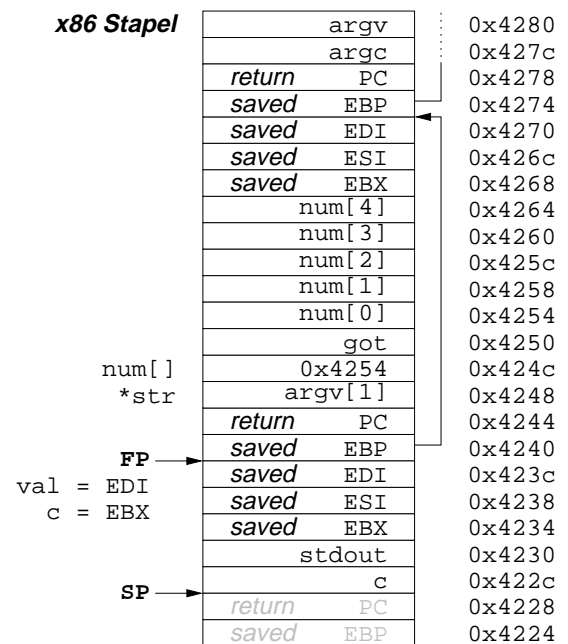 x86 Stapel argv 0x4280
argc 0x427c
return PC 0x4278
saved EBP 0x4274
saved EDI 0x4270
saved ESI 0x426c
saved EBX 0x4268
num[4] 0x4264
num[3] 0x4260
num[2] 0x425c
num[1] 0x4258
num[0] 0x4254
got 0x4250
num[] 0x4254 0x424c
*str argv[1] 0x4248
return PC 0x4244
saved EBP 0x4240
FP
saved EDI 0x423c
val = EDI
saved ESI 0x4238
c = EBX
saved EBX 0x4234
stdout 0x4230
c 0x422c
SP
return PC 0x4228
saved EBP 0x4224